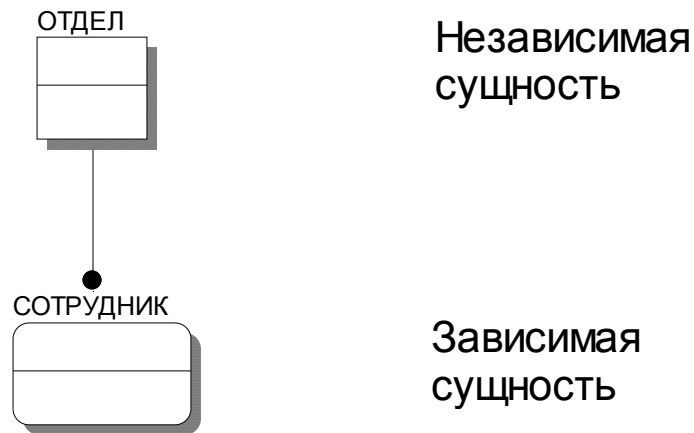 ОТДЕЛ
Независимая
сущность
СОТРУДНИК
Зависимая
сущность